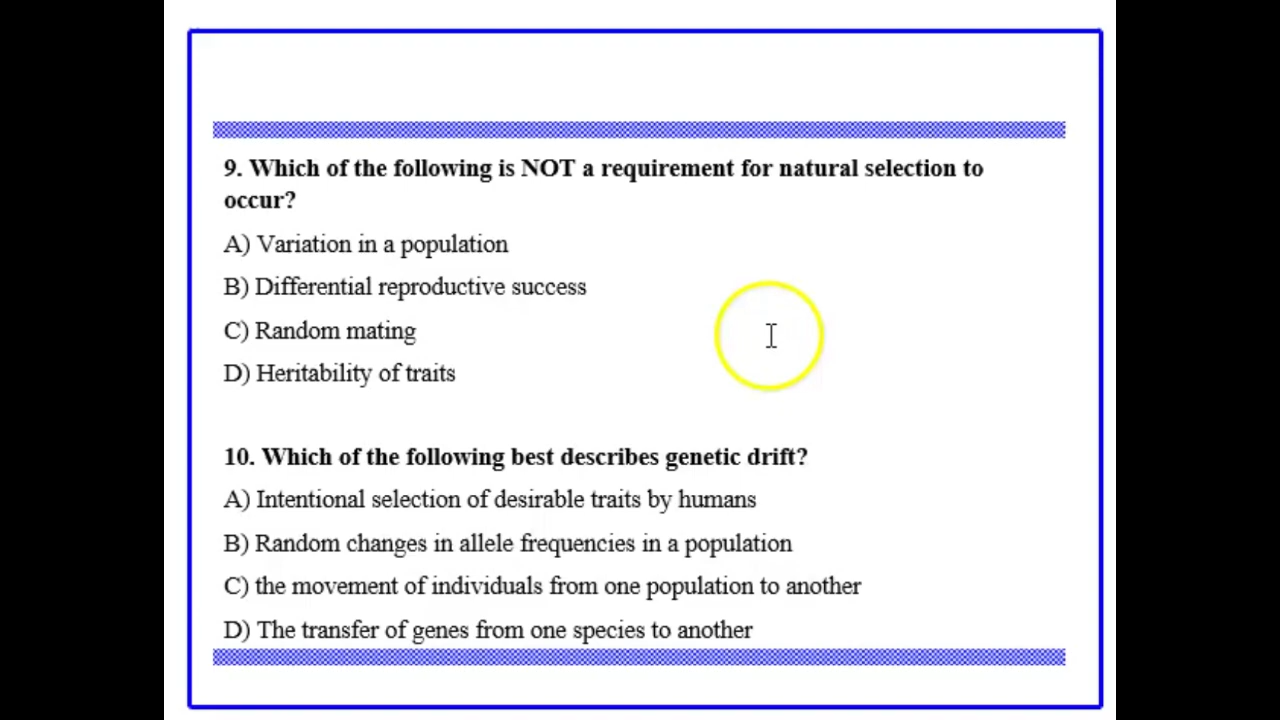 9. Which of the following is NOT a requirement for natural selection to
occur?
A) Variation in a population
B) Differential reproductive success
C) Random mating
D) Heritability of traits
10. Which of the following best describes genetic drift?
A) Intentional selection of desirable traits by humans
B) Random changes in allele frequencies in a population
C) the movement of individuals from one population to another
D) The transfer of genes from one species to another